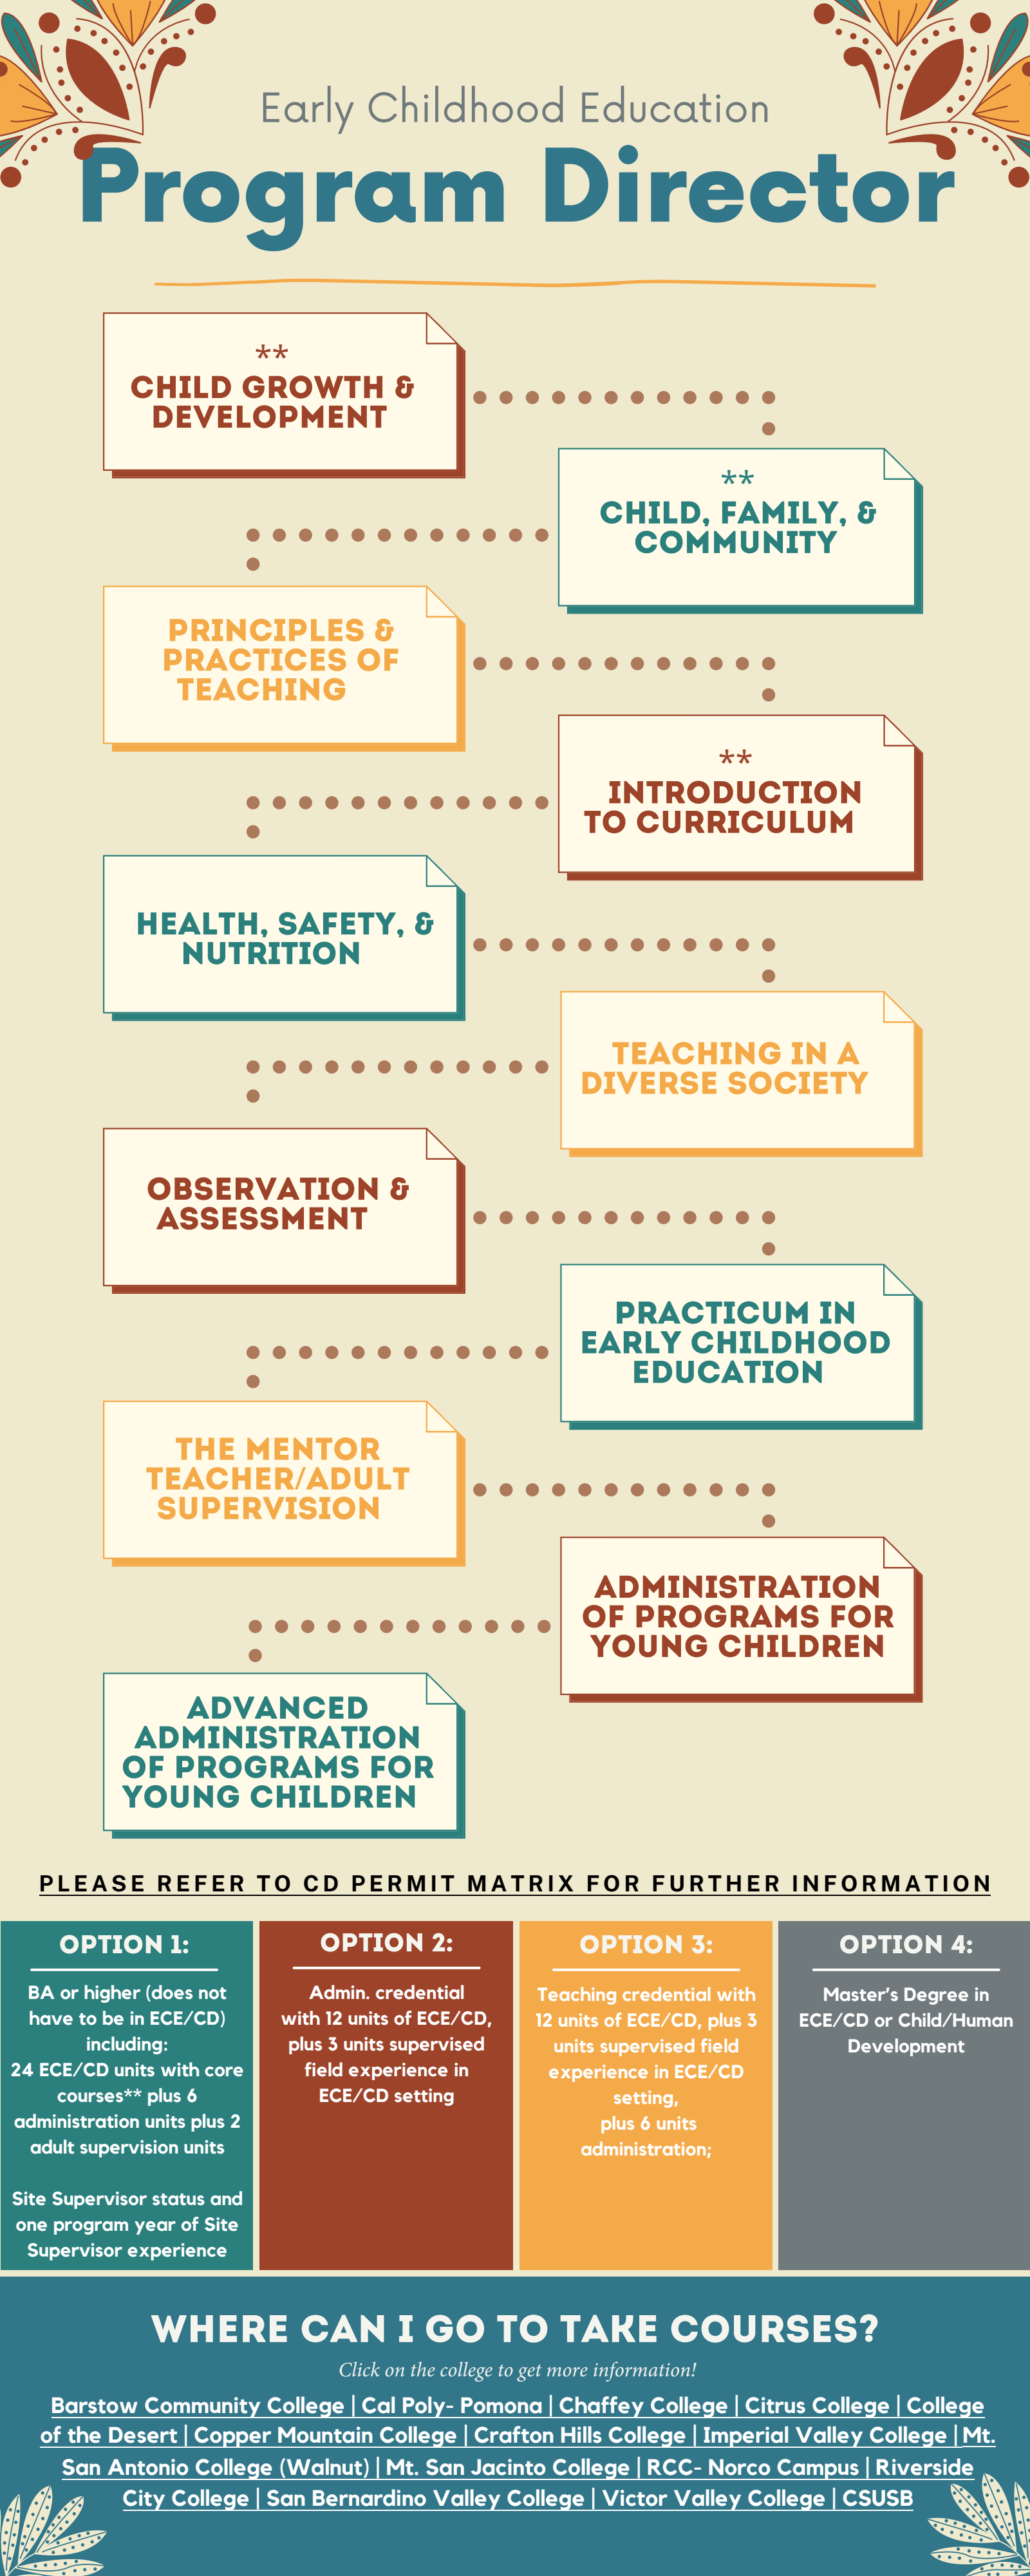 Early Childhood Education
Program Director
**
CHILD GROWTH &
DEVELOPMENT
**
CHILD, FAMILY, &
COMMUNITY
PRINCIPLES &
PRACTICES OF
TEACHING
**
INTRODUCTION
TO CURRICULUM
HEALTH, SAFETY, &
NUTRITION
TEACHING IN A
DIVERSE SOCIETY
OBSERVATION &
ASSESSMENT
PRACTICUM IN
EARLY CHILDHOOD
EDUCATION
THE MENTOR
TEACHER/ADULT
SUPERVISION
ADMINISTRATION
OF PROGRAMS FOR
YOUNG CHILDREN
ADVANCED
ADMINISTRATION
OF PROGRAMS FOR
YOUNG CHILDREN
PLEASE REFER TO CD PERMIT MATRIX FOR FURTHER INFORMATION
OPTION 1:
BA or higher (does not
have to be in ECE/CD)
including:
24 ECE/CD units with core
courses** plus 6
administration units plus 2
adult supervision units
Site Supervisor status and
one program year of Site
Supervisor experience
OPTION 2:
Admin. credential
with 12 units of ECE/CD,
plus 3 units supervised
field experience in
ECE/CD setting
OPTION 3:
Teaching credential with
12 units of ECE/CD, plus 3
units supervised field
experience in ECE/CD
setting,
plus 6 units
administration;
OPTION 4:
Master's Degree in
ECE/CD or Child/Human
Development
WHERE CAN I GO TO TAKE COURSES?
Click on the college to get more information!
Barstow Community College | Cal Poly- Pomona | Chaffey College | Citrus College | College
of the Desert | Copper Mountain College | Crafton Hills College | Imperial Valley College | Mt.
San Antonio College (Walnut) | Mt. San Jacinto College | RCC- Norco Campus | Riverside
City College | San Bernardino Valley College | Victor Valley College | CSUSB